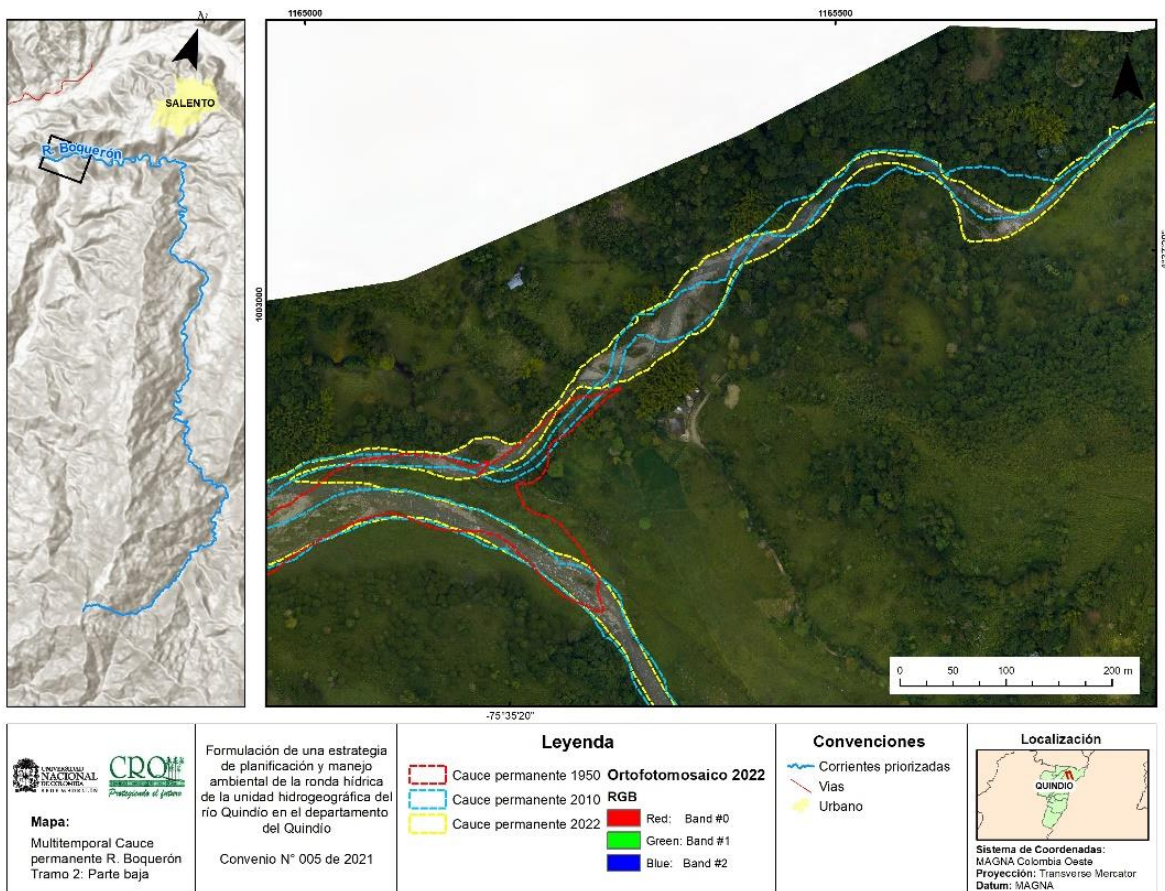 1165000
1165500
N
SALENTO
R. Boquerón
1003000
-75°35'20"
0 50 100 200 m
UNIVERSIDAD
NACIONAL
DE COLOMBIA
CRQ
Protegiendo el futuro
Mapa:
Multitemporal Cauce
permanente R. Boquerón
Tramo 2: Parte baja
Formulación de una estrategia
de planificación y manejo
ambiental de la ronda hídrica
de la unidad hidrogeográfica del
río Quindío en el departamento
del Quindío
Convenio N° 005 de 2021
Leyenda
Cauce permanente 1950
Cauce permanente 2010
Cauce permanente 2022
Ortofotomosaico 2022
RGB
Red: Band #0
Green: Band #1
Blue: Band #2
Convenciones
Corrientes priorizadas
Vias
Urbano
Localización
QUINDIO
Sistema de Coordenadas:
MAGNA Colombia Oeste
Proyección: Transverse Mercator
Datum: MAGNA